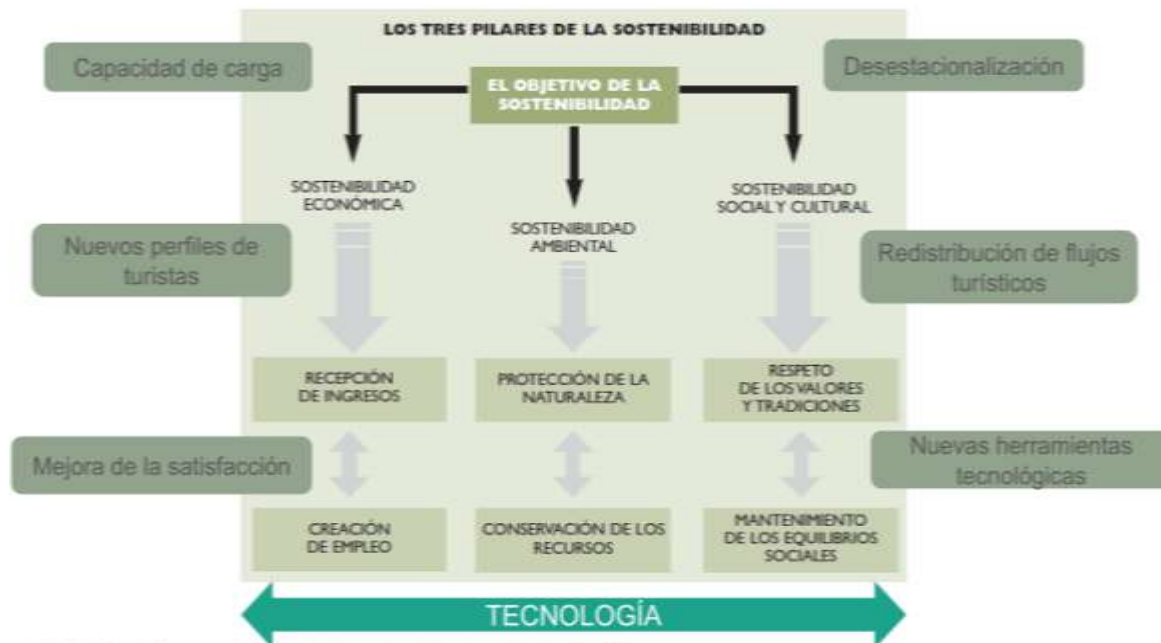 LOS TRES PILARES DE LA SOSTENIBILIDAD
Capacidad de carga
Desestacionalización
EL OBJETIVO DE LA
SOSTENIBILIDAD
SOSTENIBILIDAD
ECONÓMICA
SOSTENIBILIDAD
AMBIENTAL
SOSTENIBILIDAD
SOCIAL Y CULTURAL
Nuevos perfiles de
turistas
Redistribución de flujos
turísticos
RECEPCIÓN
DE INGRESOS
PROTECCIÓN DE LA
NATURALEZA
RESPETO
DE LOS VALORES
Y TRADICIONES
Mejora de la satisfacción
Nuevas herramientas
tecnológicas
CREACIÓN
DE EMPLEO
CONSERVACIÓN DE LOS
RECURSOS
MANTENIMIENTO
DE LOS EQUILIBRIOS
SOCIALES
TECNOLOGÍA